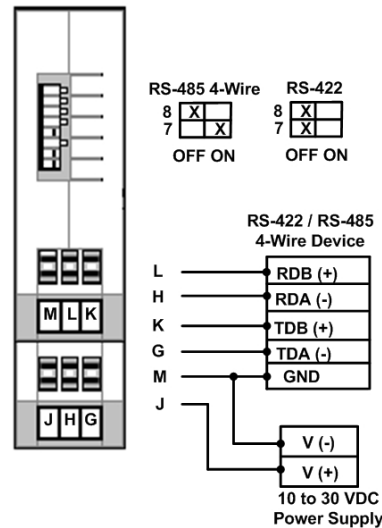 RS-485 4-Wire
8 X
7 X
OFF ON
RS-422
8 X
7 X
OFF ON
M L K
J H G
RS-422 / RS-485
4-Wire Device
L RDB (+)
H RDA (-)
K TDB (+)
G TDA (-)
M GND
J
V (-)
V (+)
10 to 30 VDC
Power Supply